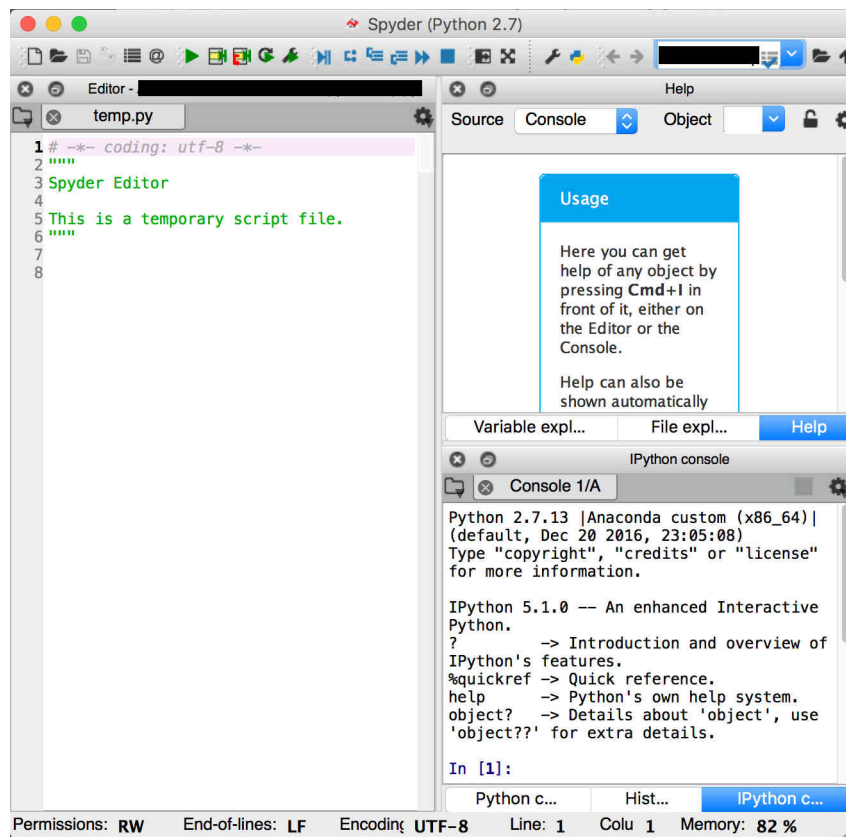 Spyder (Python 2.7)
Editor -
temp.py
1 # -*- coding: utf-8 -*-
2 """
3 Spyder Editor
4
5 This is a temporary script file.
6 """
7
8
Help
Source Console Object
Usage
Here you can get
help of any object by
pressing Cmd+I in
front of it, either on
the Editor or the
Console.
Help can also be
shown automatically
Variable expl... File expl... Help
IPython console
Console 1/A
Python 2.7.13 |Anaconda custom (x86_64)|
(default, Dec 20 2016, 23:05:08)
Type "copyright", "credits" or "license"
for more information.
IPython 5.1.0 -- An enhanced Interactive
Python.
? -> Introduction and overview of
IPython's features.
%quickref -> Quick reference.
help -> Python's own help system.
object? -> Details about 'object', use
'object??' for extra details.
In [1]:
Python c... Hist... IPython c...
Permissions: RW End-of-lines: LF Encoding UTF-8 Line: 1 Colu 1 Memory: 82 %